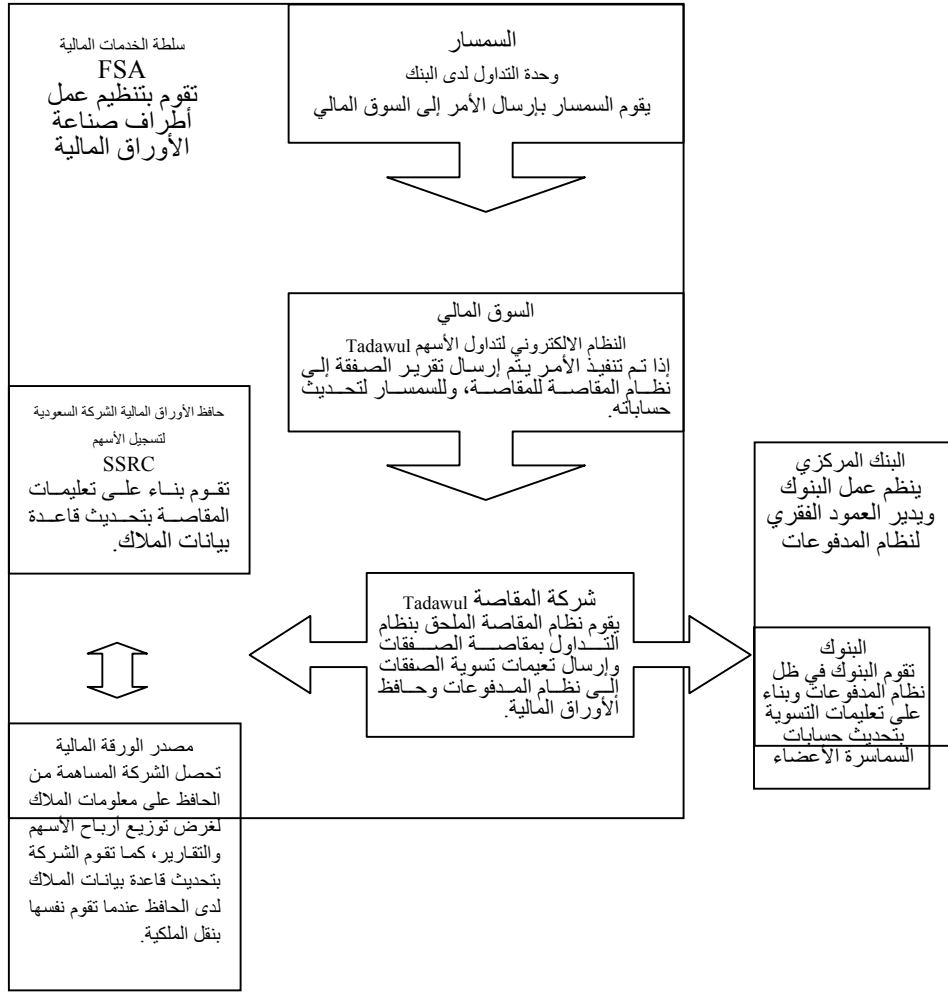 سلطة الخدمات المالية
FSA
تقوم بتنظيم عمل
أطراف صناعة
الأوراق المالية
السمسار
وحدة التداول لدى البنك
يقوم السمسار بإرسال الأمر إلى السوق المالي
السوق المالي
النظام الالكتروني لتداول الأسهم Tadawul
إذا تم تنفيذ الأمر يتم إرسال تقرير الصفقة إلى
نظام المقاصة للمقاصة، وللسمسار لتحديث
حساباته.
حافظ الأوراق المالية الشركة السعودية
لتسجيل الأسهم
SSRC
تقوم بناء على تعليمات
المقاصة بتحديث قاعدة
بيانات الملاك.
البنك المركزي
ينظم عمل البنوك
ويدير العمود الفقري
لنظام المدفوعات
شركة المقاصة Tadawul
يقوم نظام المقاصة الملحق بنظام
التداول بمقاصة الصفقات
وإرسال تعيمات تسوية الصفقات
إلى نظام المدفوعات وحافظ
الأوراق المالية.
البنوك
تقوم البنوك في ظل
نظام المدفوعات وبناء
على تعليمات التسوية
بتحديث حسابات
السماسرة الأعضاء
مصدر الورقة المالية
تحصل الشركة المساهمة من
الحافظ على معلومات الملاك
لغرض توزيع أرباح الأسهم
والتقارير، كما تقوم الشركة
بتحديث قاعدة بيانات الملاك
لدى الحافظ عندما تقوم نفسها
بنقل الملكية.